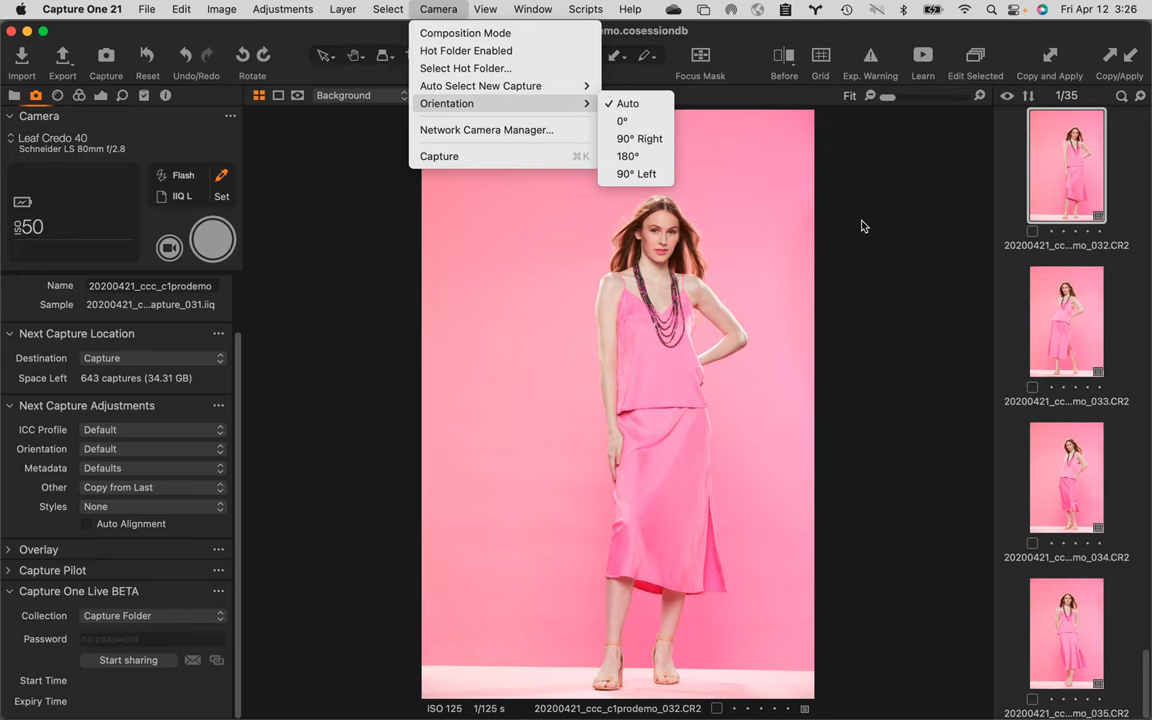 Capture One 21 File Edit Image Adjustments Layer Select Camera View Window Scripts Help Fri Apr 12 3:26
emo.cosessiondb
Import Export Capture Reset Undo/Redo Rotate Focus Mask Before Grid Exp. Warning Learn Edit Selected Copy and Apply Copy/Apply
Composition Mode
Hot Folder Enabled
Select Hot Folder...
Auto Select New Capture
Orientation
Network Camera Manager...
Capture ⌘K
Auto
0°
90° Right
180°
90° Left
Background
Fit
1/35
Camera
Leaf Credo 40
Schneider LS 80mm f/2.8
Flash
IIQ L Set
ISO 50
Name 20200421_ccc_c1prodemo
Sample 20200421_c...apture_031.iiq
Next Capture Location
Destination Capture
Space Left 643 captures (34.31 GB)
Next Capture Adjustments
ICC Profile Default
Orientation Default
Metadata Defaults
Other Copy from Last
Styles None
Auto Alignment
Overlay
Capture Pilot
Capture One Live BETA
Collection Capture Folder
Password no password
Start sharing
Start Time
Expiry Time
ISO 125 1/125 s 20200421_ccc_c1prodemo_032.CR2
20200421_cc...mo_032.CR2
20200421_cc...mo_033.CR2
20200421_cc...mo_034.CR2
20200421_cc...mo_035.CR2